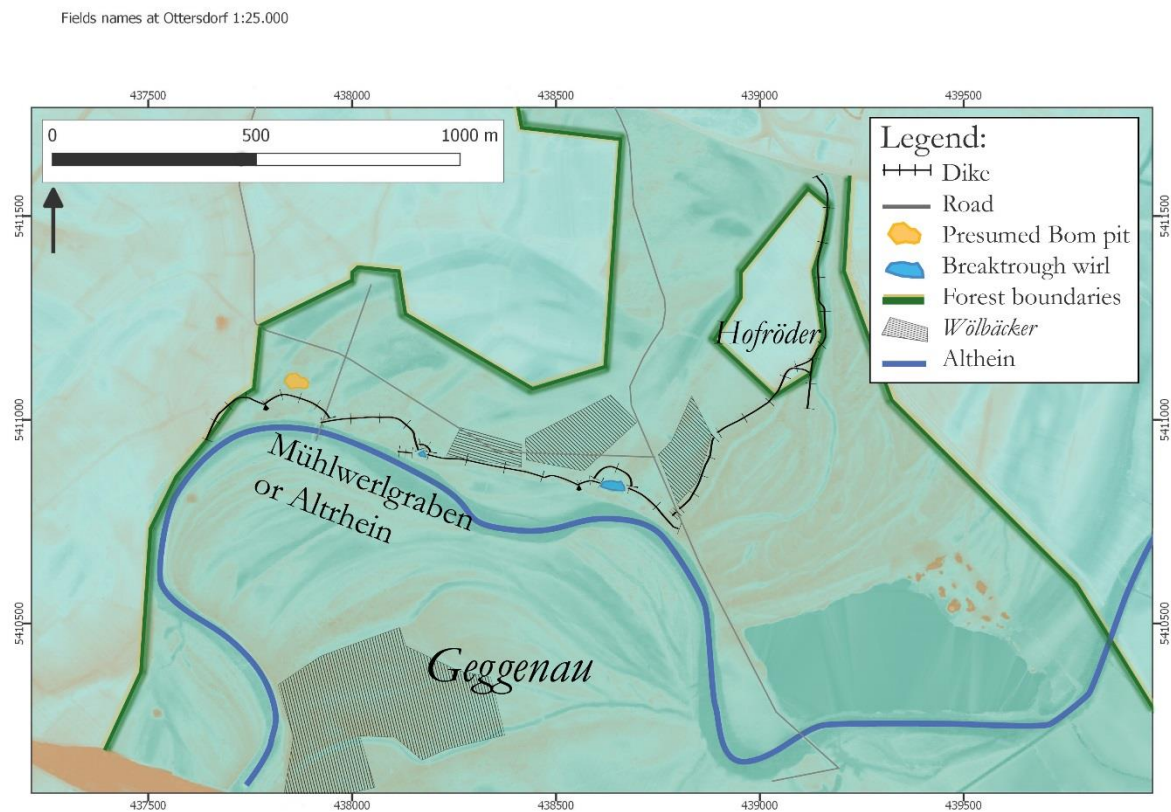 Fields names at Ottersdorf 1:25.000
437500 438000 438500 439000 439500
0 500 1000 m
Legend:
Dike
Road
Presumed Bom pit
Breaktrough wirl
Forest boundaries
Wölbäcker
Althein
5411500 5411500
Hofröder
5411000 5411000
Mühlwerlgraben
or Altrhein
Geggenau
5410500 5410500
437500 438000 438500 439000 439500